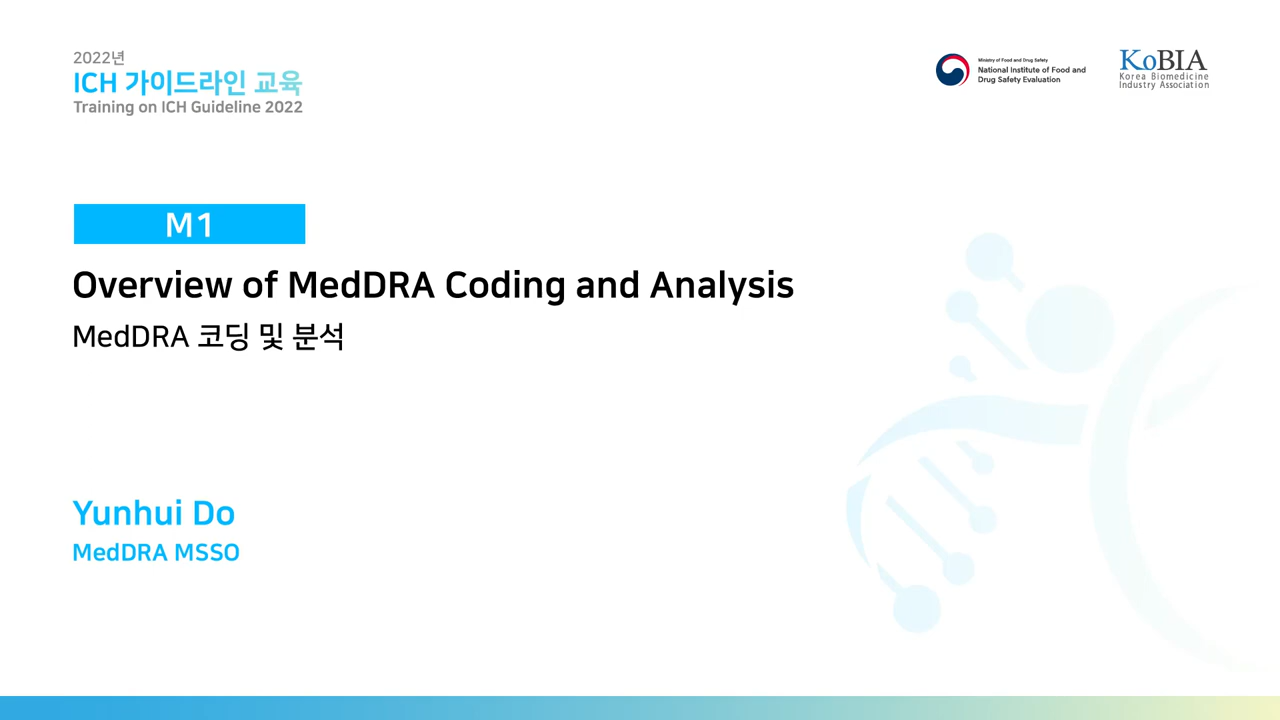 2022년
ICH 가이드라인 교육
Training on ICH Guideline 2022
Ministry of Food and Drug Safety
National Institute of Food and
Drug Safety Evaluation
KoBIA
Korea Biomedicine
Industry Association
M1
Overview of MedDRA Coding and Analysis
MedDRA 코딩 및 분석
Yunhui Do
MedDRA MSSO